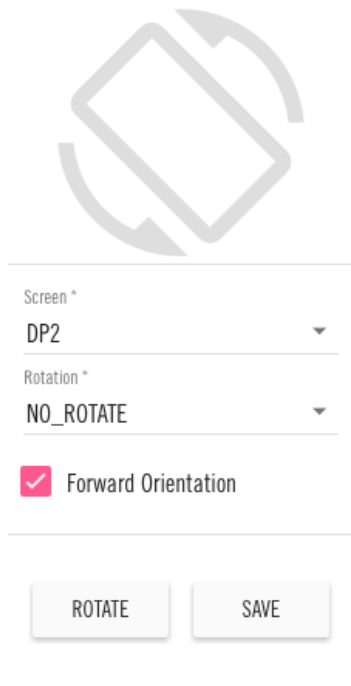 Screen *
DP2
Rotation *
NO_ROTATE
Forward Orientation
ROTATE
SAVE